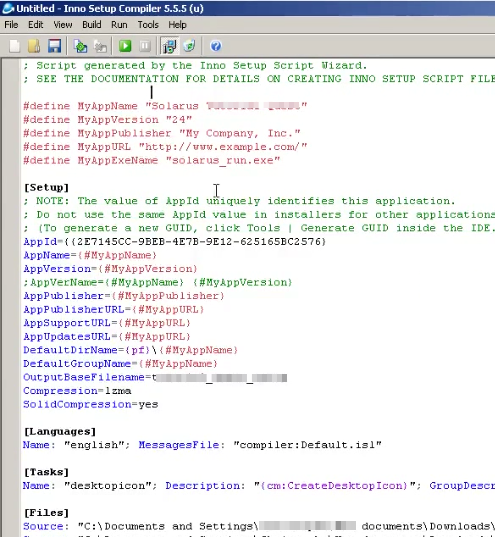 Untitled - Inno Setup Compiler 5.5.5 (u)
File Edit View Build Run Tools Help
; Script generated by the Inno Setup Script Wizard.
; SEE THE DOCUMENTATION FOR DETAILS ON CREATING INNO SETUP SCRIPT FILE
#define MyAppName "Solarus "
#define MyAppVersion "24"
#define MyAppPublisher "My Company, Inc."
#define MyAppURL "http://www.example.com/"
#define MyAppExeName "solarus_run.exe"
[Setup]
; NOTE: The value of AppId uniquely identifies this application.
; Do not use the same AppId value in installers for other applications
; (To generate a new GUID, click Tools | Generate GUID inside the IDE.
AppId={{2E7145CC-9BEB-4E7B-9E12-625165BC2576}
AppName={#MyAppName}
AppVersion={#MyAppVersion}
;AppVerName={#MyAppName} {#MyAppVersion}
AppPublisher={#MyAppPublisher}
AppPublisherURL={#MyAppURL}
AppSupportURL={#MyAppURL}
AppUpdatesURL={#MyAppURL}
DefaultDirName={pf}\{#MyAppName}
DefaultGroupName={#MyAppName}
OutputBaseFilename=
Compression=lzma
SolidCompression=yes
[Languages]
Name: "english"; MessagesFile: "compiler:Default.isl"
[Tasks]
Name: "desktopicon"; Description: "{cm:CreateDesktopIcon}"; GroupDescr
[Files]
Source: "C:\Documents and Settings\ documents\Downloads\